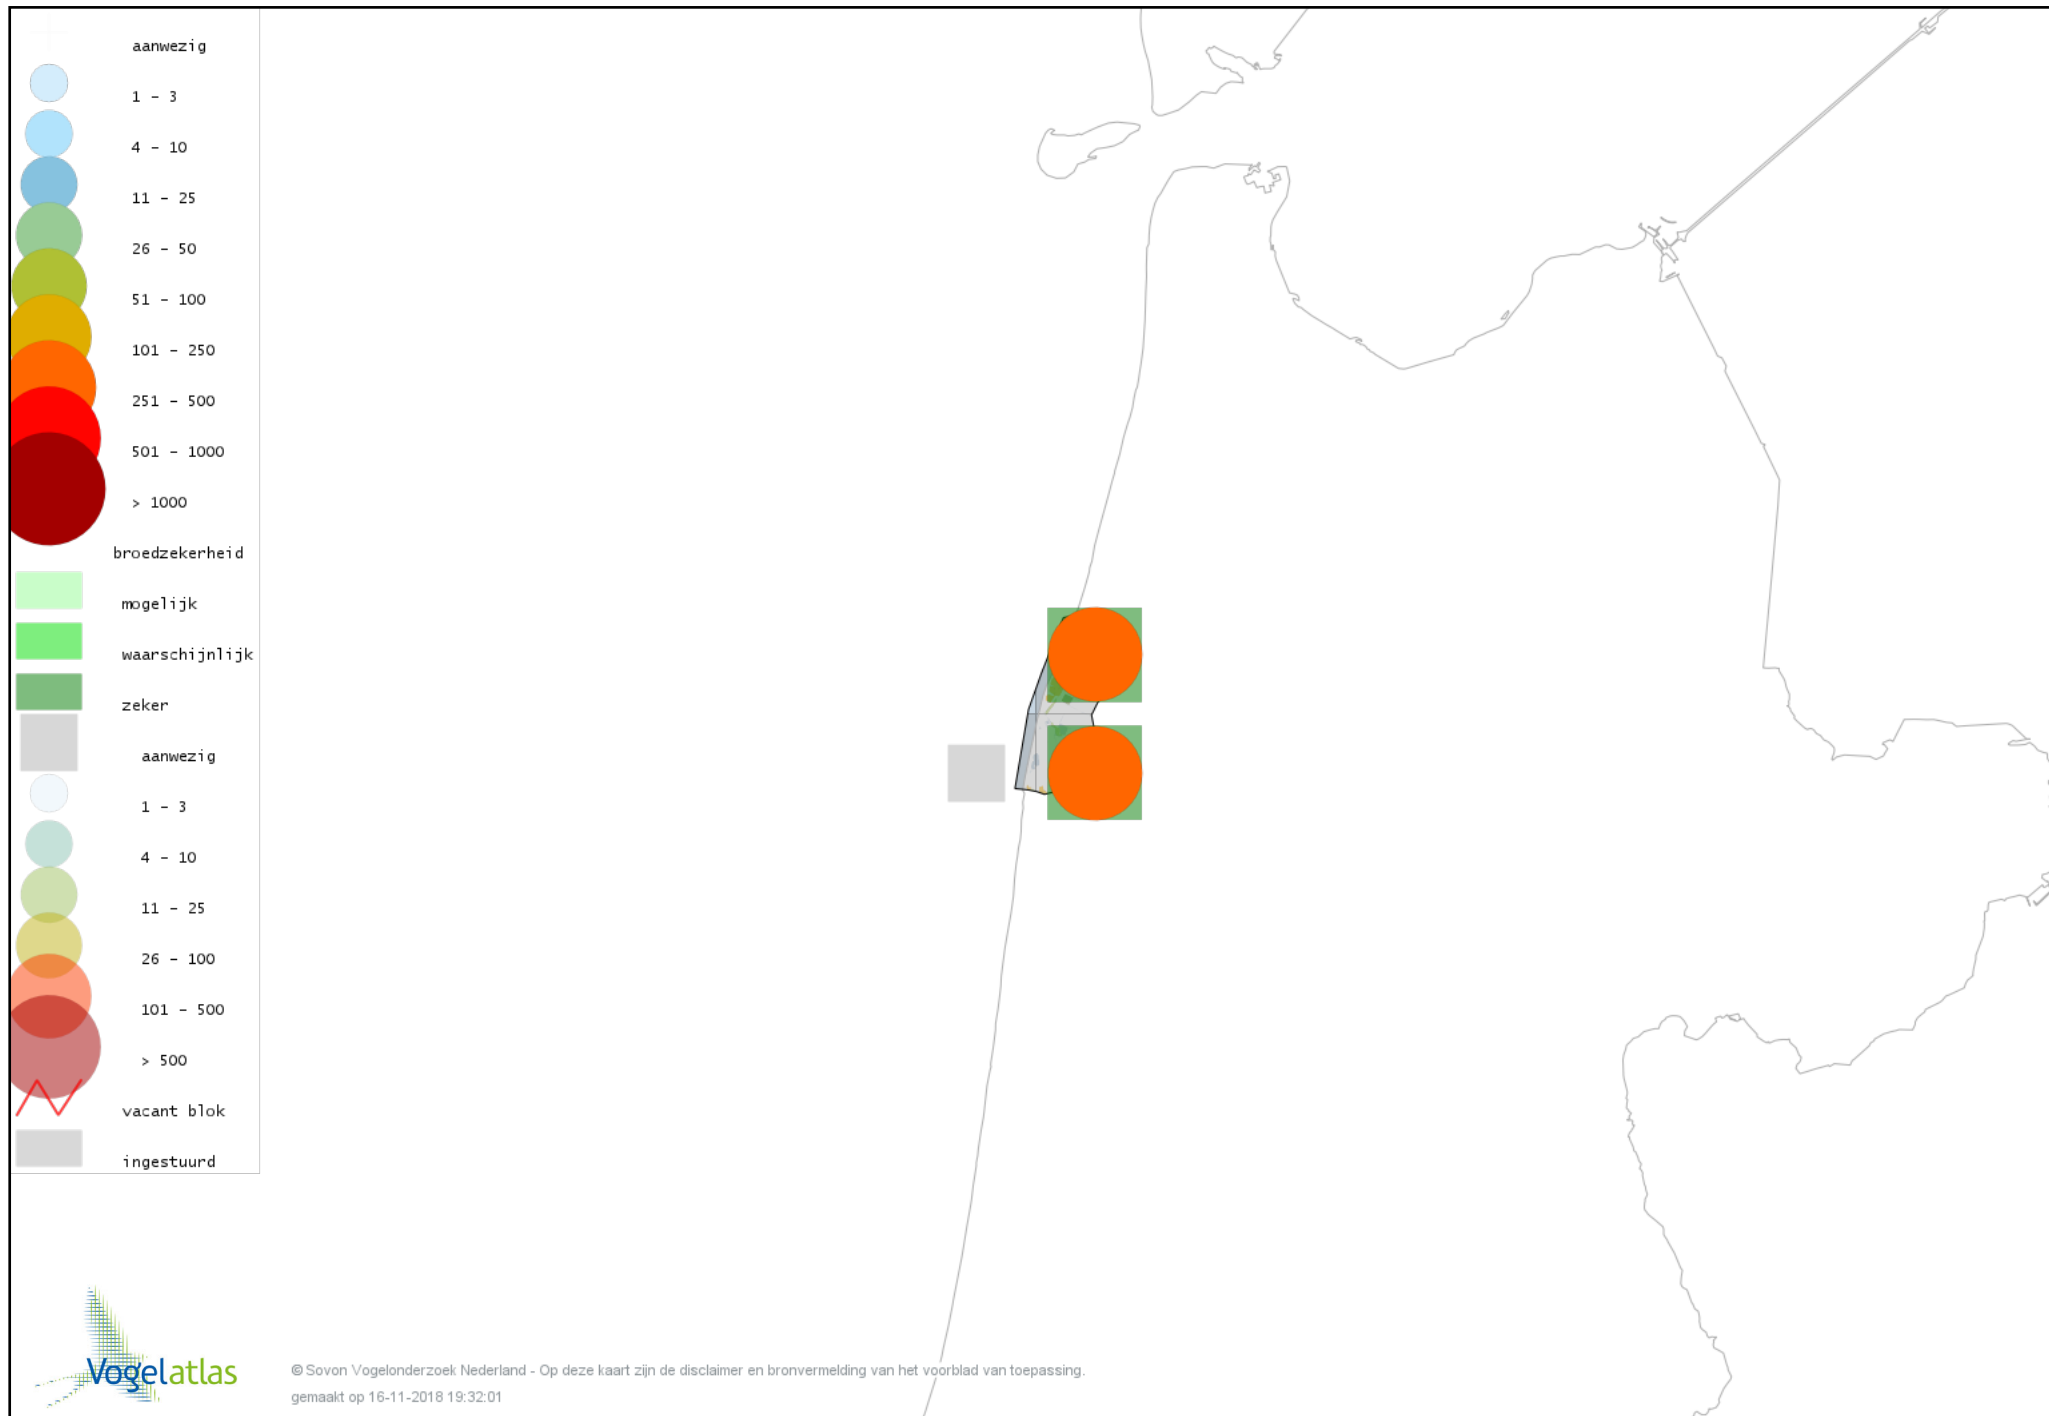 aanwezig
1 - 3
4 - 10
11 - 25
26 - 50
51 - 100
101 - 250
251 - 500
501 - 1000
> 1000
broedzekerheid
mogelijk
waarschijnlijk
zeker
aanwezig
1 - 3
4 - 10
11 - 25
26 - 100
101 - 500
> 500
vacant blok
ingestuurd
Vogelatlas
© Sovon Vogelonderzoek Nederland - Op deze kaart zijn de disclaimer en bronvermelding van het voorblad van toepassing.
gemaakt op 16-11-2018 19:32:01